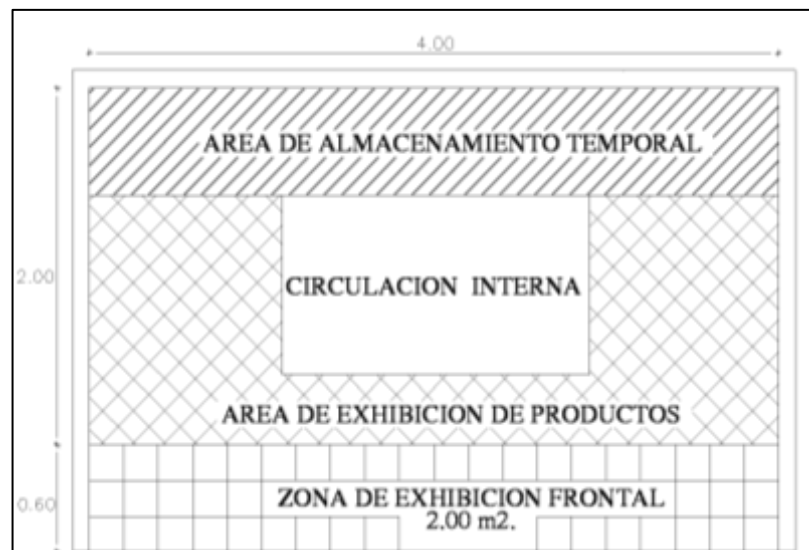 4.00
AREA DE ALMACENAMIENTO TEMPORAL
2.00
CIRCULACION INTERNA
AREA DE EXHIBICION DE PRODUCTOS
0.60
ZONA DE EXHIBICION FRONTAL
2.00 m2.